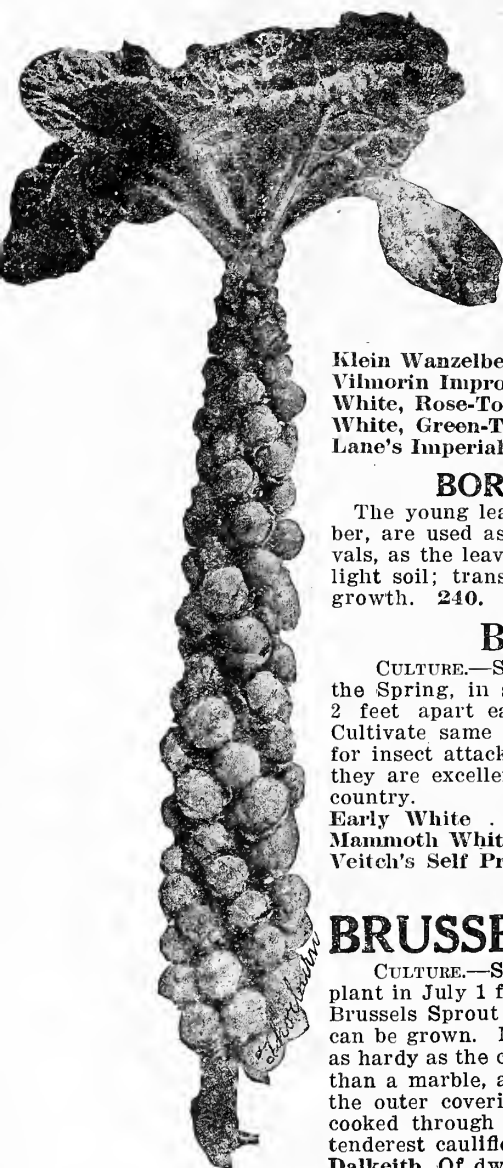 Klein Wanzelbe
Vilmorin Impro
White, Rose-To
White, Green-T
Lane's Imperial
BOR
The young lea
ber, are used as
vals, as the leav
light soil; trans
growth. 240.
B
CULTURE.—S
the Spring, in s
2 feet apart ea
Cultivate same
for insect attack
they are excelle
country.
Early White .
Mammoth Whit
Veitch's Self Pr
BRUSSE
CULTURE.—S
plant in July 1 f
Brussels Sprout
can be grown.
as hardy as the c
than a marble, a
the outer coveri
cooked through
tenderest caulifl
Dalkeith. Of dw